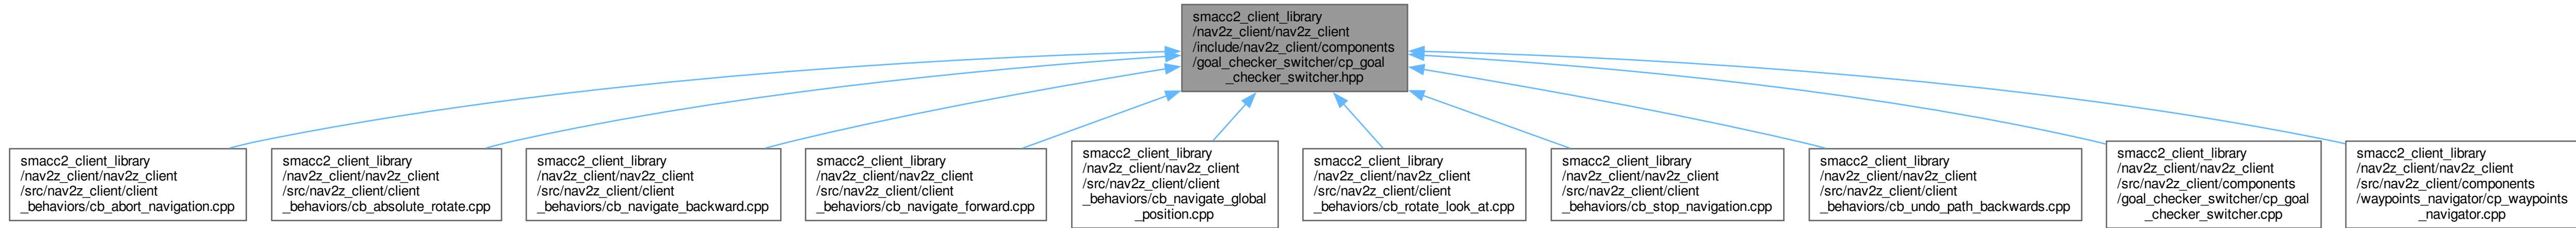 smacc2_client_library
/nav2z_client/nav2z_client
/include/nav2z_client/components
/goal_checker_switcher/cp_goal
_checker_switcher.hpp
smacc2_client_library
/nav2z_client/nav2z_client
/src/nav2z_client/client
_behaviors/cb_abort_navigation.cpp
smacc2_client_library
/nav2z_client/nav2z_client
/src/nav2z_client/client
_behaviors/cb_absolute_rotate.cpp
smacc2_client_library
/nav2z_client/nav2z_client
/src/nav2z_client/client
_behaviors/cb_navigate_backward.cpp
smacc2_client_library
/nav2z_client/nav2z_client
/src/nav2z_client/client
_behaviors/cb_navigate_forward.cpp
smacc2_client_library
/nav2z_client/nav2z_client
/src/nav2z_client/client
_behaviors/cb_navigate_global
_position.cpp
smacc2_client_library
/nav2z_client/nav2z_client
/src/nav2z_client/client
_behaviors/cb_rotate_look_at.cpp
smacc2_client_library
/nav2z_client/nav2z_client
/src/nav2z_client/client
_behaviors/cb_stop_navigation.cpp
smacc2_client_library
/nav2z_client/nav2z_client
/src/nav2z_client/client
_behaviors/cb_undo_path_backwards.cpp
smacc2_client_library
/nav2z_client/nav2z_client
/src/nav2z_client/components
/goal_checker_switcher/cp_goal
_checker_switcher.cpp
smacc2_client_library
/nav2z_client/nav2z_client
/src/nav2z_client/components
/waypoints_navigator/cp_waypoints
_navigator.cpp